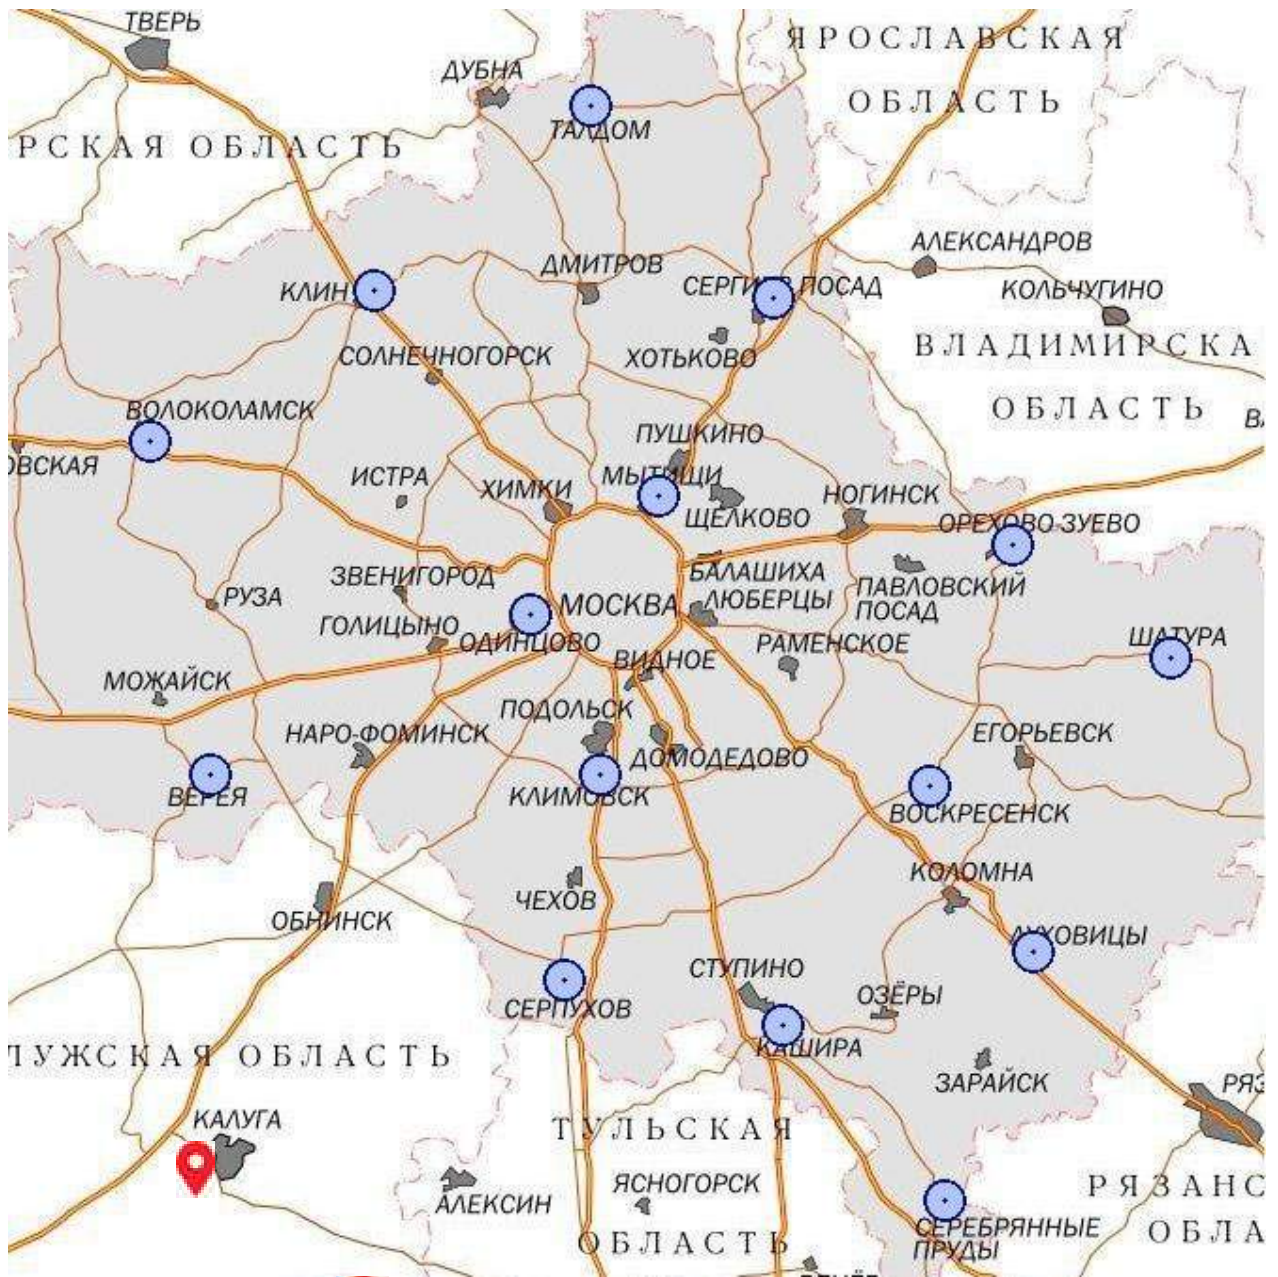 ТВЕРЬ
ЯРОСЛАВСКАЯ
ОБЛАСТЬ
ДУБНА
ТАЛДОМ
РСКАЯ ОБЛАСТЬ
АЛЕКСАНДРОВ
ДМИТРОВ
КЛИН
СЕРГИЕВ ПОСАД
КОЛЬЧУГИНО
СОЛНЕЧНОГОРСК
ХОТЬКОВО
ВЛАДИМИРСКА
ОБЛАСТЬ
ВОЛОКОЛАМСК
ПУШКИНО
ОВСКАЯ
ИСТРА
ХИМКИ
МЫТИЩИ
ЩЕЛКОВО
НОГИНСК
ОРЕХОВО-ЗУЕВО
ЗВЕНИГОРОД
БАЛАШИХА
ПАВЛОВСКИЙ
ПОСАД
РУЗА
МОСКВА
ЛЮБЕРЦЫ
ГОЛИЦЫНО
ОДИНЦОВО
РАМЕНСКОЕ
ШАТУРА
ВИДНОЕ
МОЖАЙСК
ПОДОЛЬСК
НАРО-ФОМИНСК
ЕГОРЬЕВСК
ДОМОДЕДОВО
ВЕРЕЯ
КЛИМОВСК
ВОСКРЕСЕНСК
КОЛОМНА
ЧЕХОВ
ОБНИНСК
ЛУХОВИЦЫ
СТУПИНО
ОЗЁРЫ
СЕРПУХОВ
КАШИРА
ЛУЖСКАЯ ОБЛАСТЬ
ЗАРАЙСК
РЯЗ
КАЛУГА
ТУЛЬСКАЯ
ОБЛАСТЬ
ЯСНОГОРСК
АЛЕКСИН
РЯЗАНС
ОБЛА
СЕРЕБРЯННЫЕ
ПРУДЫ